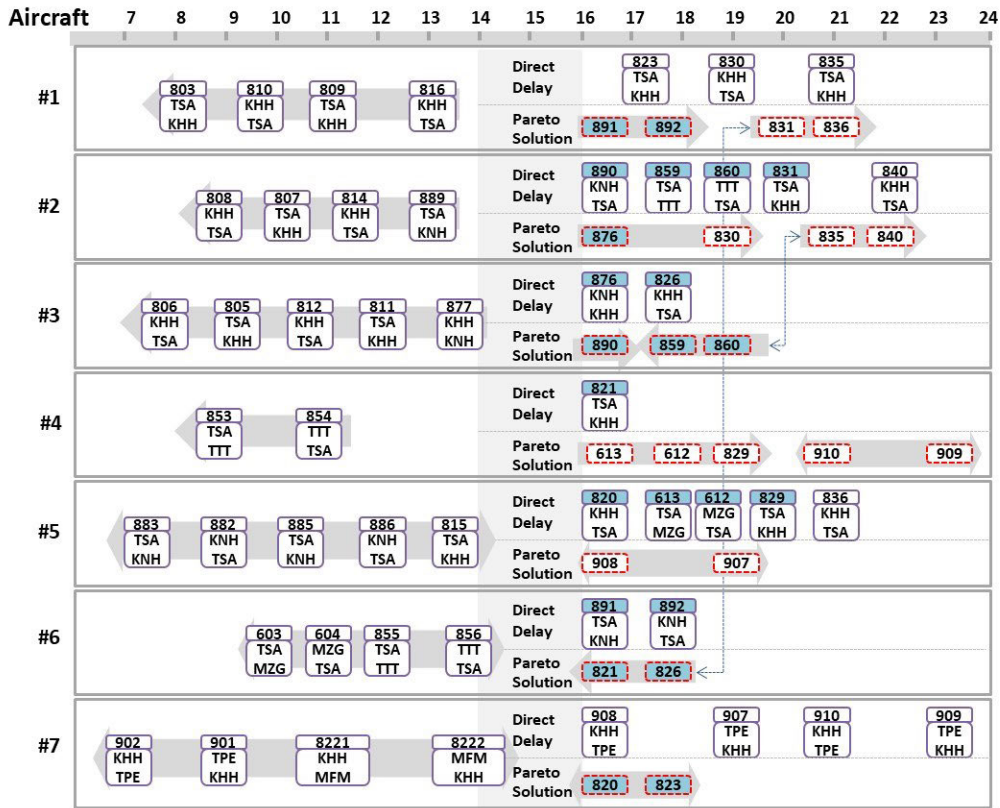 Aircraft 7 8 9 10 11 12 13 14 15 16 17 18 19 20 21 22 23 24
#1
803 TSA KHH
810 KHH TSA
809 TSA KHH
816 KHH TSA
Direct Delay
823 TSA KHH
830 KHH TSA
835 TSA KHH
Pareto Solution
891 892 831 836
#2
808 KHH TSA
807 TSA KHH
814 KHH TSA
889 TSA KNH
Direct Delay
890 KNH TSA
859 TSA TTT
860 TTT TSA
831 TSA KHH
840 KHH TSA
Pareto Solution
876 830 835 840
#3
806 KHH TSA
805 TSA KHH
812 KHH TSA
811 TSA KHH
877 KHH KNH
Direct Delay
876 KNH KHH
826 KHH TSA
Pareto Solution
890 859 860
#4
853 TSA TTT
854 TTT TSA
Direct Delay
821 TSA KHH
Pareto Solution
613 612 829 910 909
#5
883 TSA KNH
882 KNH TSA
885 TSA KNH
886 KNH TSA
815 TSA KHH
Direct Delay
820 KHH TSA
613 TSA MZG
612 MZG TSA
829 TSA KHH
836 KHH TSA
Pareto Solution
908 907
#6
603 TSA MZG
604 MZG TSA
855 TSA TTT
856 TTT TSA
Direct Delay
891 TSA KNH
892 KNH TSA
Pareto Solution
821 826
#7
902 KHH TPE
901 TPE KHH
8221 KHH MFM
8222 MFM KHH
Direct Delay
908 KHH TPE
907 TPE KHH
910 KHH TPE
909 TPE KHH
Pareto Solution
820 823